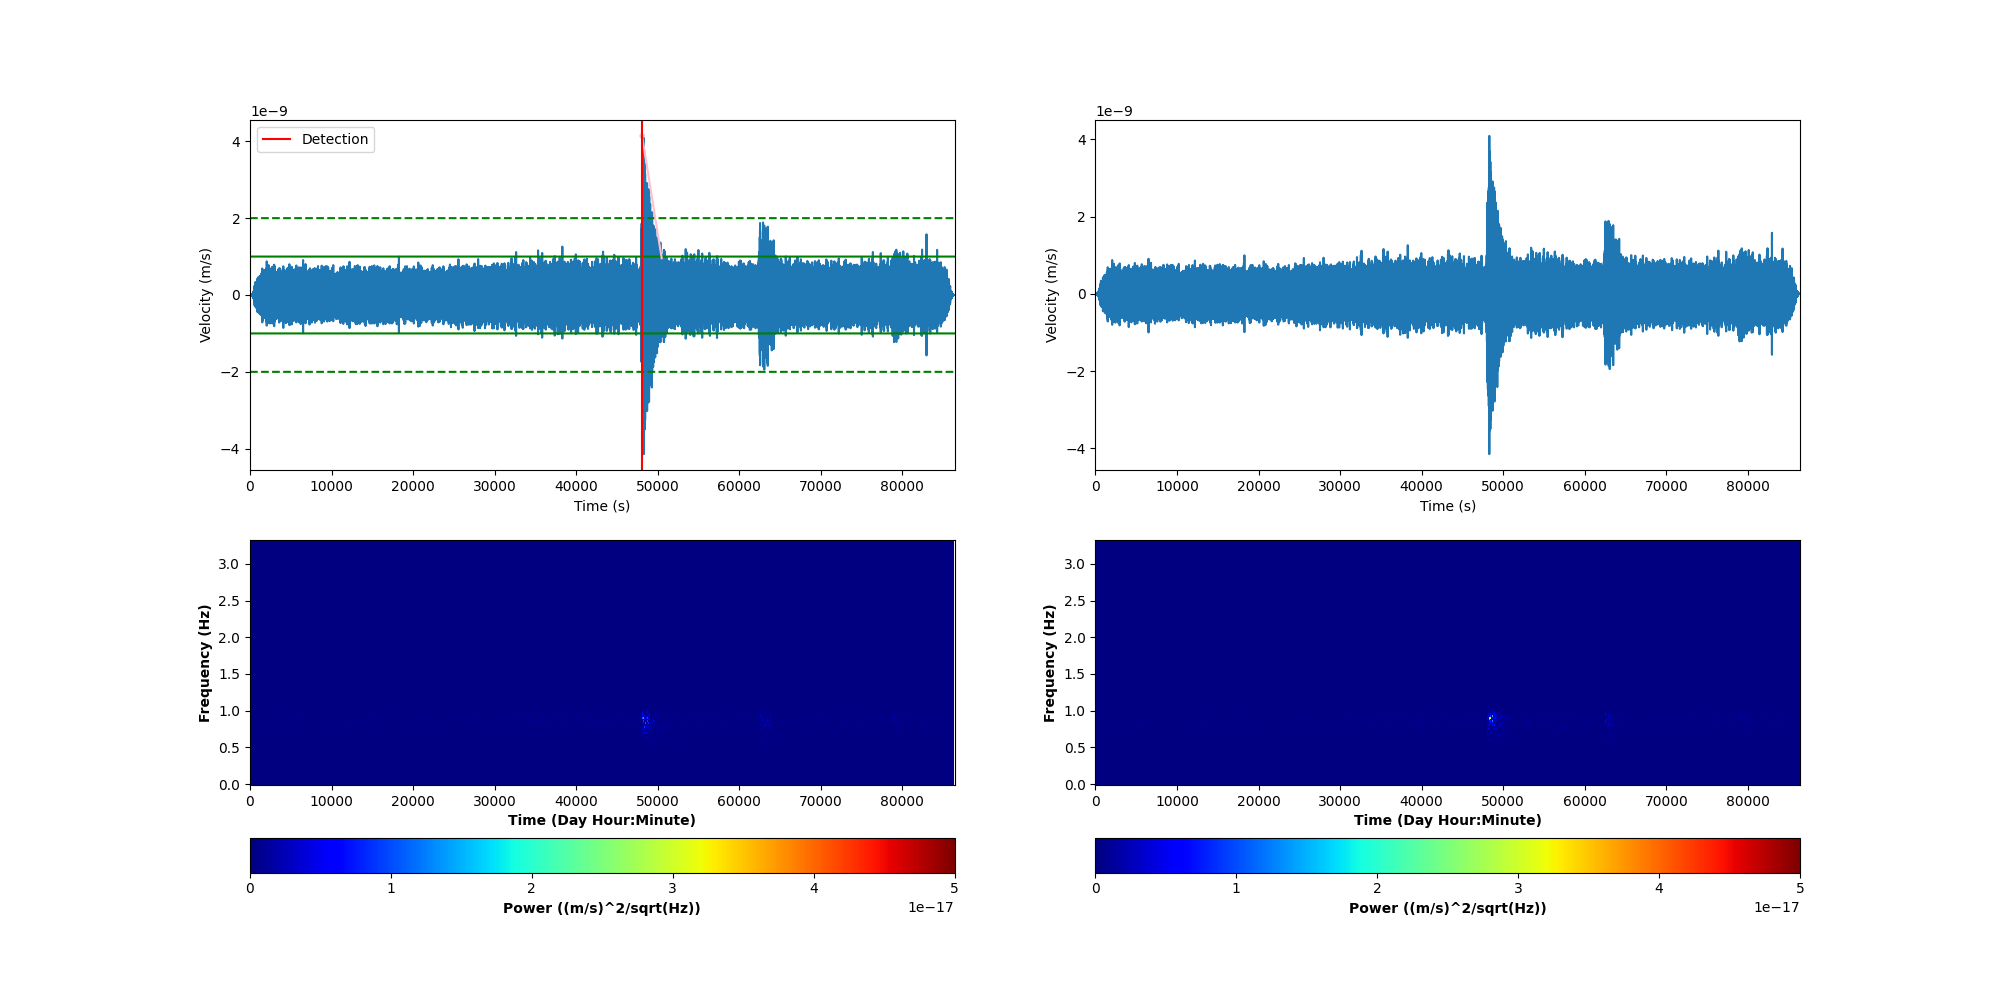 1e−9
Detection
4
2
0
−2
−4
Velocity (m/s)
0 10000 20000 30000 40000 50000 60000 70000 80000
Time (s)
1e−9
4
2
0
−2
−4
Velocity (m/s)
0 10000 20000 30000 40000 50000 60000 70000 80000
Time (s)
3.0
2.5
2.0
1.5
1.0
0.5
0.0
Frequency (Hz)
0 10000 20000 30000 40000 50000 60000 70000 80000
Time (Day Hour:Minute)
0 1 2 3 4 5
Power ((m/s)^2/sqrt(Hz))
1e−17
3.0
2.5
2.0
1.5
1.0
0.5
0.0
Frequency (Hz)
0 10000 20000 30000 40000 50000 60000 70000 80000
Time (Day Hour:Minute)
0 1 2 3 4 5
Power ((m/s)^2/sqrt(Hz))
1e−17